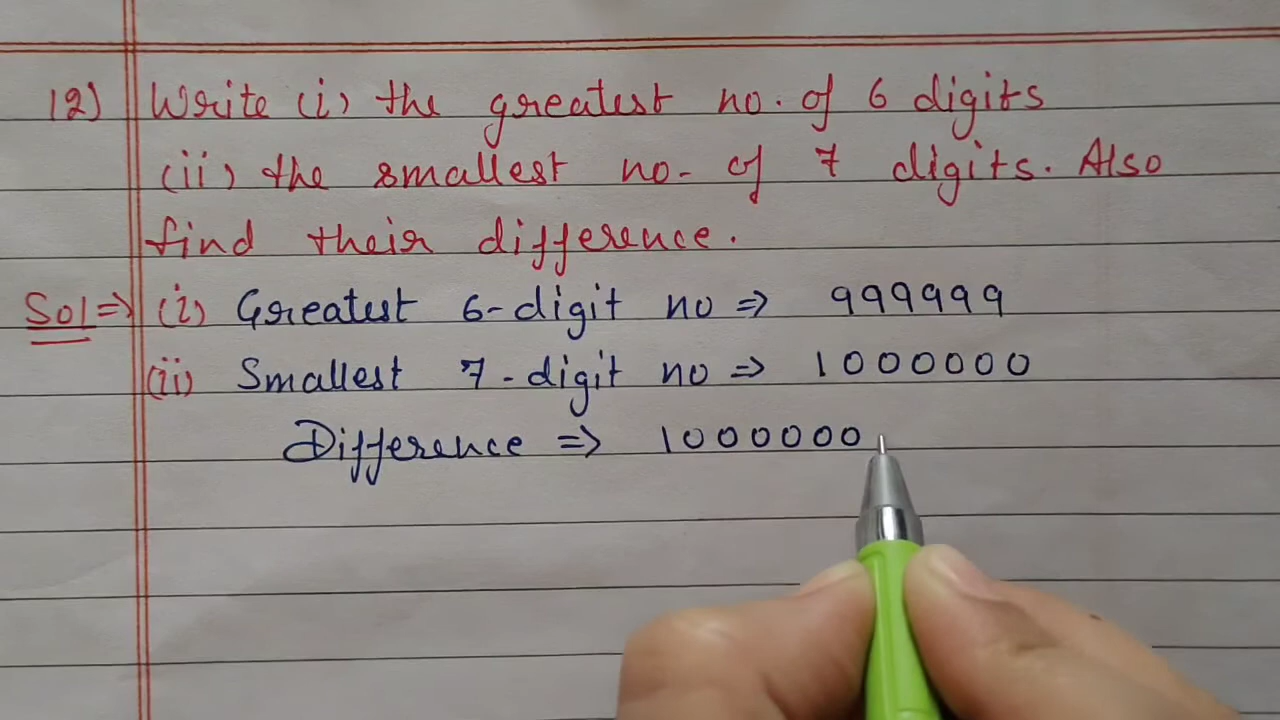 12) Write (i) the greatest no. of 6 digits
(ii) the smallest no. of 7 digits. Also
find their difference.
Sol⇒ (i) Greatest 6-digit no ⇒ 999999
(ii) Smallest 7-digit no ⇒ 1000000
Difference ⇒ 1000000